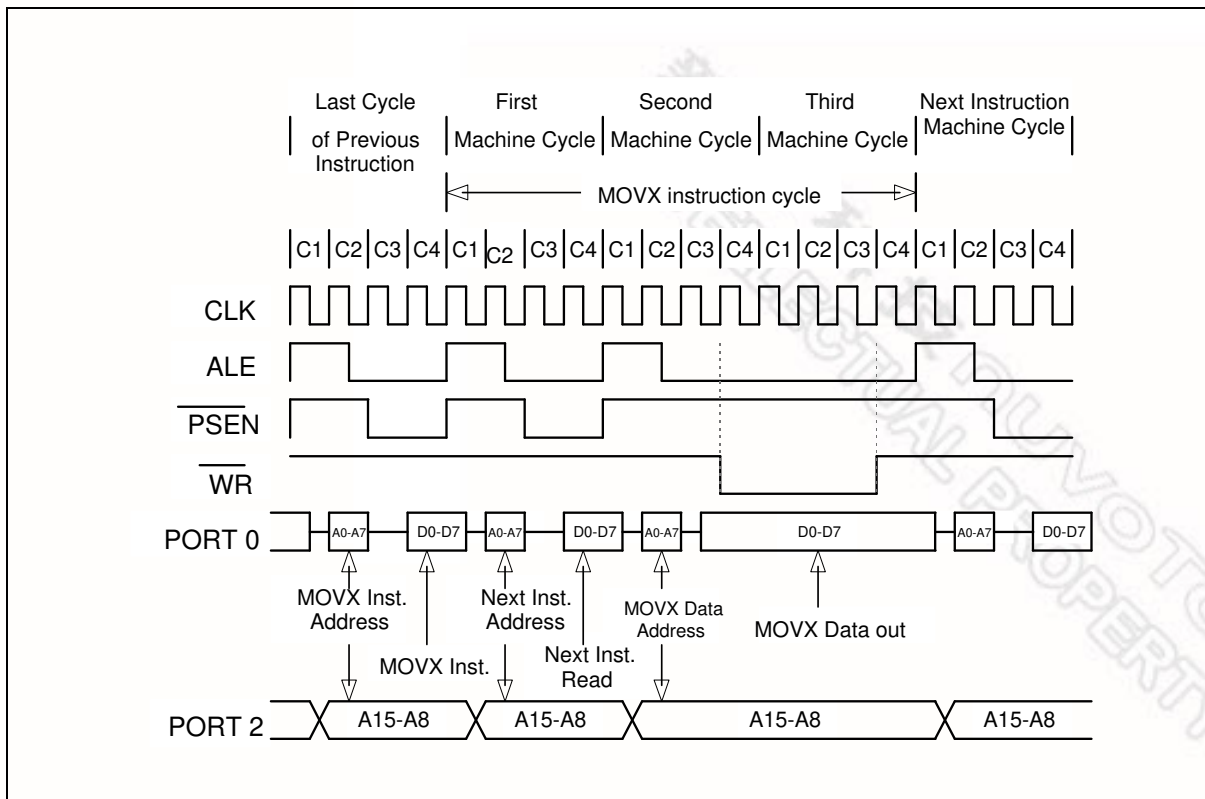 Last Cycle
of Previous
Instruction
First
Machine Cycle
Second
Machine Cycle
Third
Machine Cycle
Next Instruction
Machine Cycle
MOVX instruction cycle
C1 C2 C3 C4 C1 C2 C3 C4 C1 C2 C3 C4 C1 C2 C3 C4 C1 C2 C3 C4
CLK
ALE
PSEN
WR
PORT 0
A0-A7 D0-D7 A0-A7 D0-D7 A0-A7 D0-D7 A0-A7 D0-D7
MOVX Inst.
Address
MOVX Inst.
Next Inst.
Address
Next Inst.
Read
MOVX Data
Address
MOVX Data out
PORT 2
A15-A8 A15-A8 A15-A8 A15-A8
NUVOTO
ELECTUAL PROPERTY